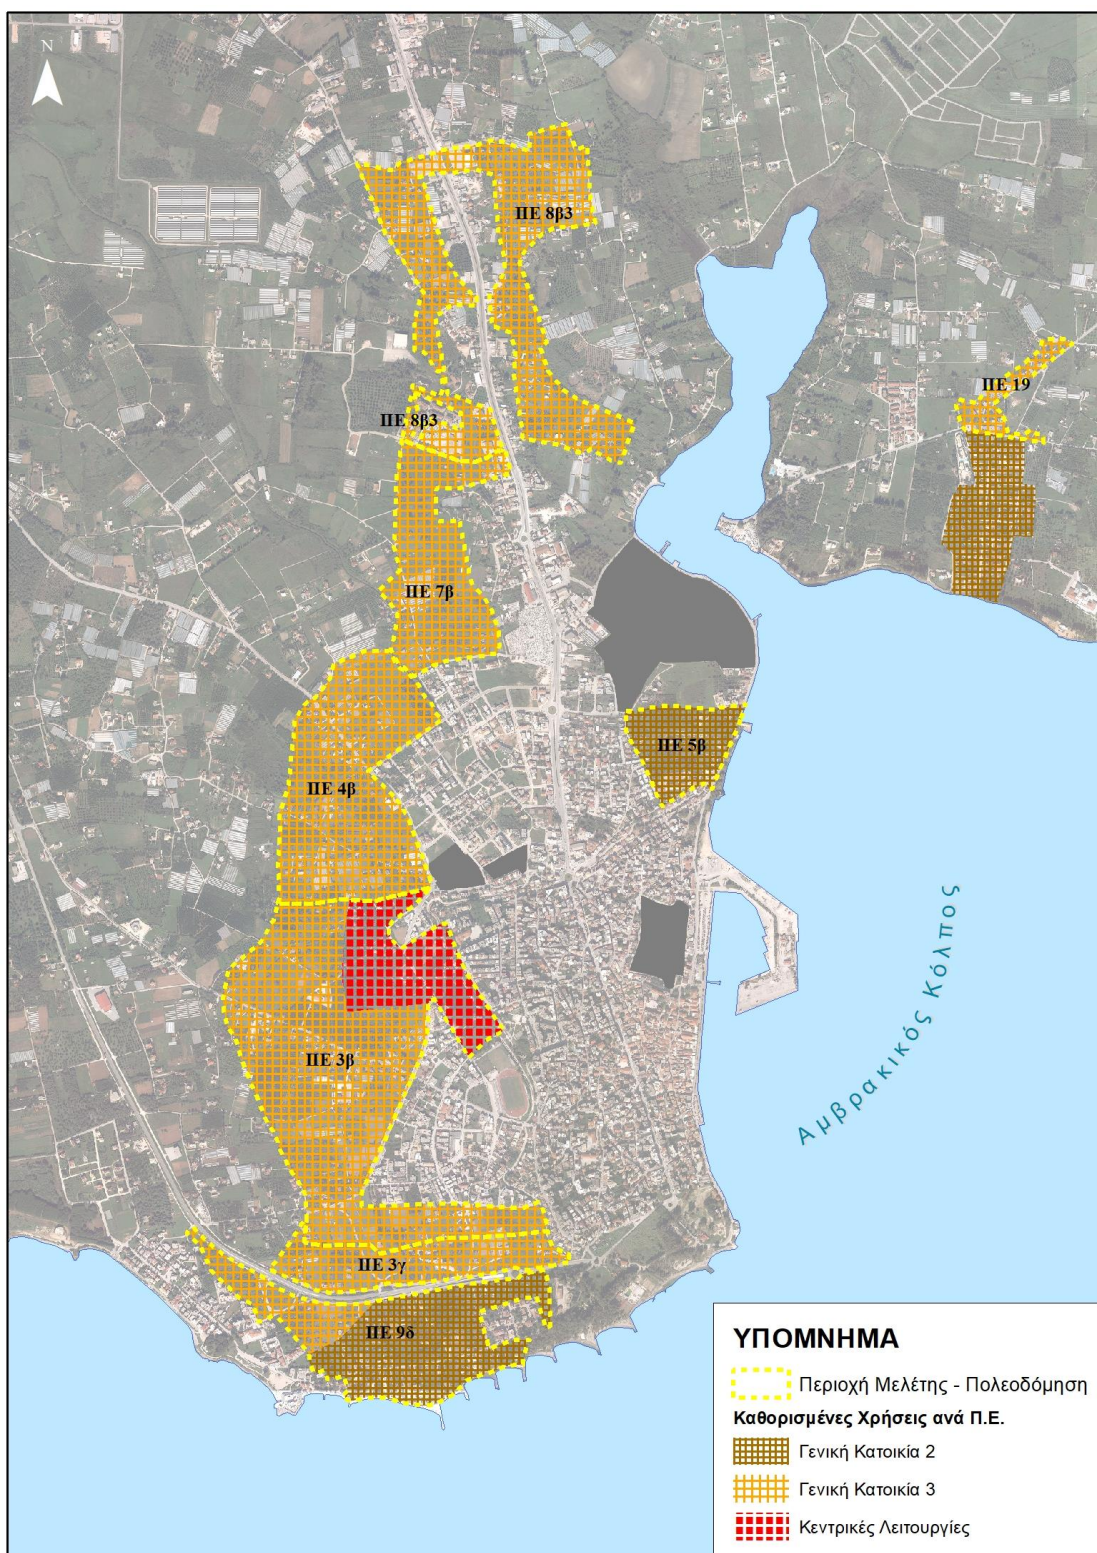 N
ΠΕ 8β3
ΠΕ 19
ΠΕ 8β3
ΠΕ 7β
ΠΕ 5β
ΠΕ 4β
Αμβρακικός Κόλπος
ΠΕ 3β
ΠΕ 3γ
ΠΕ 9δ
ΥΠΟΜΝΗΜΑ
Περιοχή Μελέτης - Πολεοδόμηση
Καθορισμένες Χρήσεις ανά Π.Ε.
Γενική Κατοικία 2
Γενική Κατοικία 3
Κεντρικές Λειτουργίες